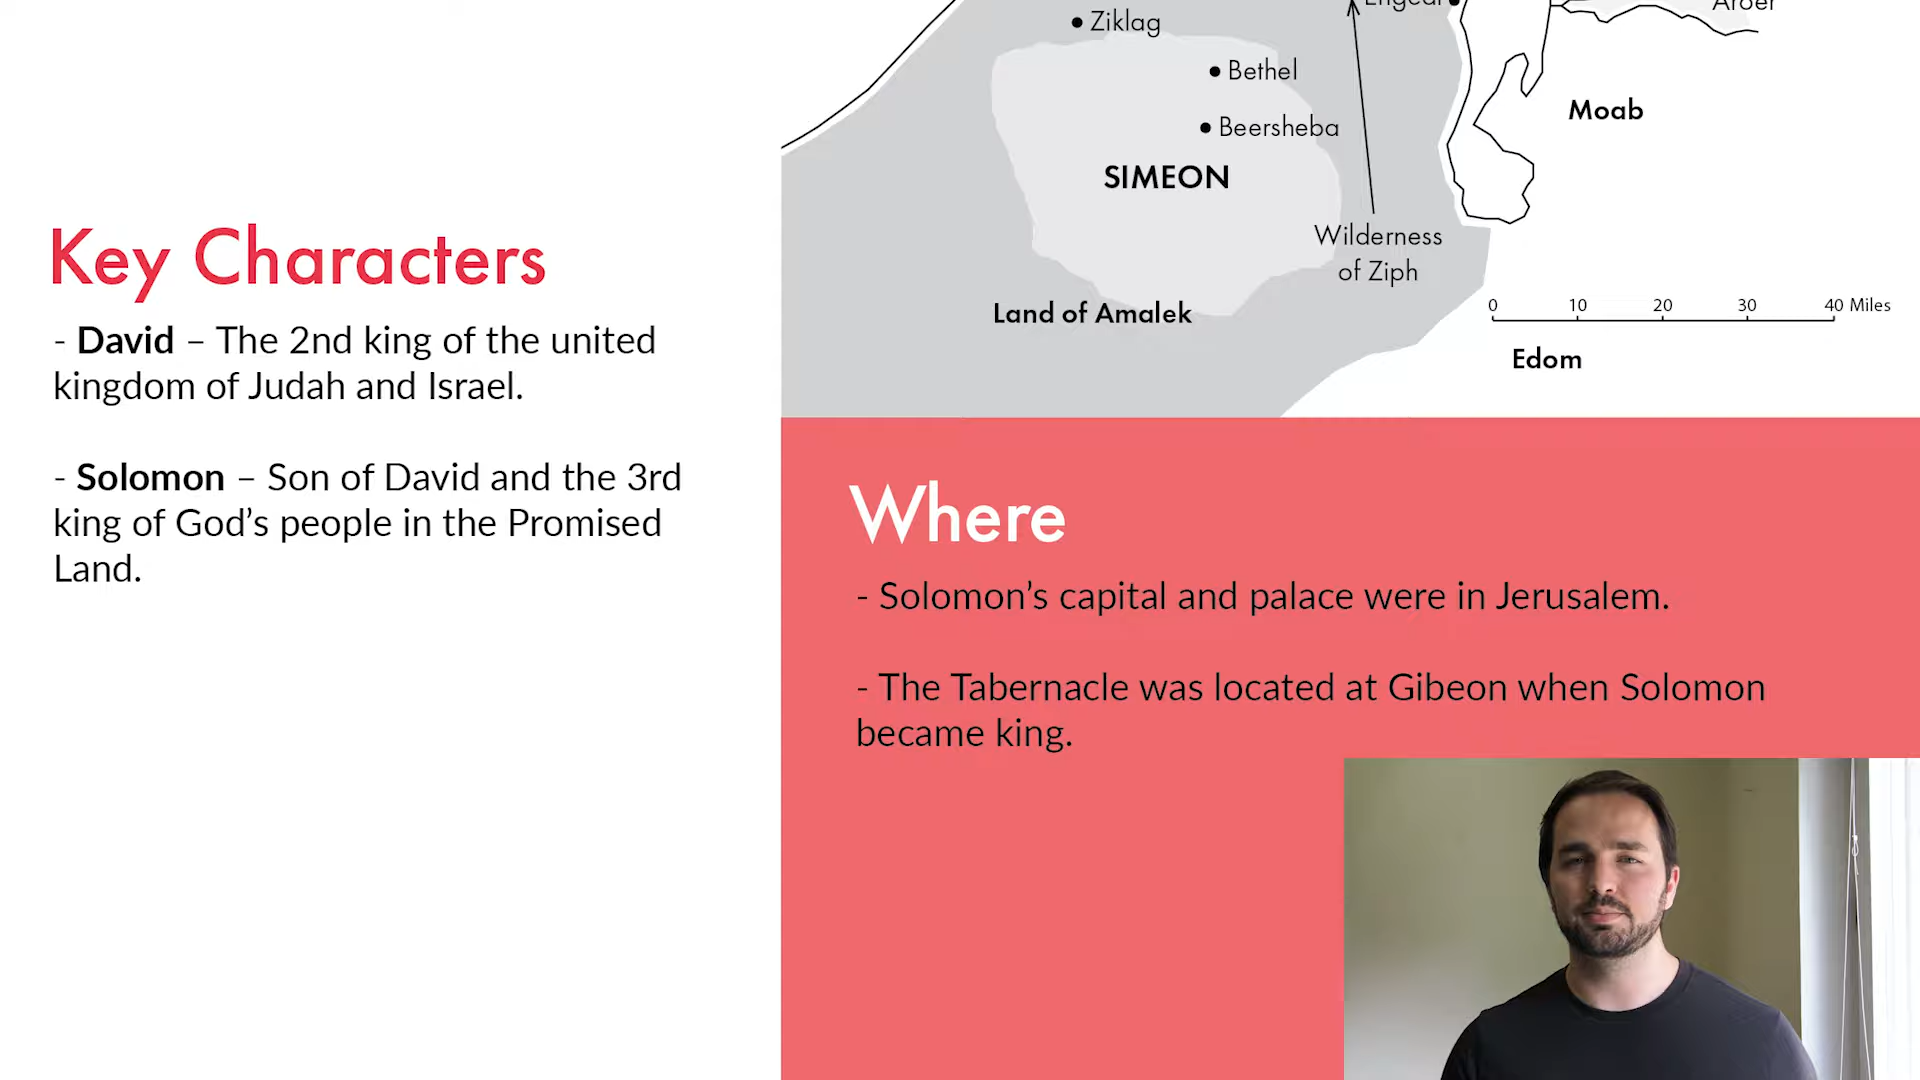 Key Characters
- David – The 2nd king of the united
kingdom of Judah and Israel.
- Solomon – Son of David and the 3rd
king of God’s people in the Promised
Land.
Engedi
Aroer
Ziklag
Bethel
Beersheba
Moab
SIMEON
Wilderness
of Ziph
Land of Amalek
0 10 20 30 40 Miles
Edom
Where
- Solomon’s capital and palace were in Jerusalem.
- The Tabernacle was located at Gibeon when Solomon
became king.